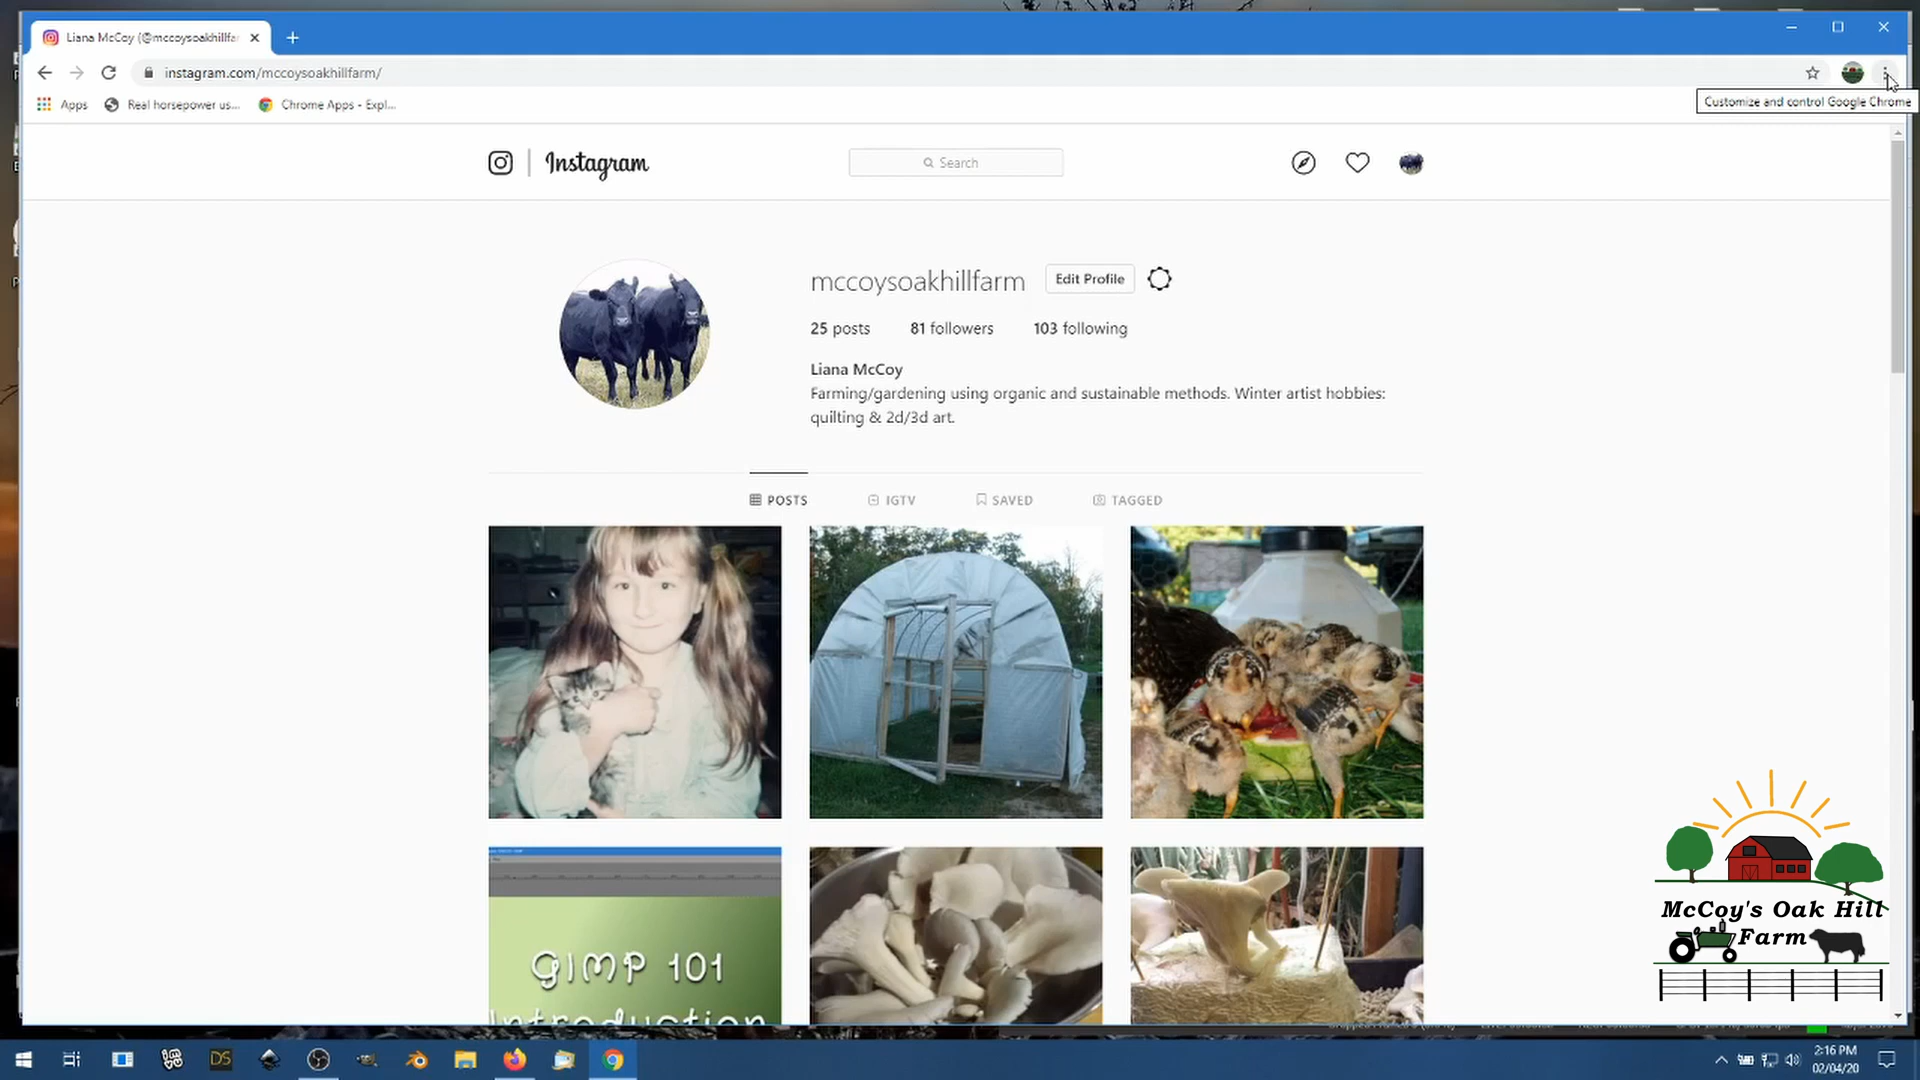 Liana McCoy (@mccoysoakhillfa
instagram.com/mccoysoakhillfarm/
Apps
Real horsepower us...
Chrome Apps - Expl...
Customize and control Google Chrome
Instagram
Search
mccoysoakhillfarm
Edit Profile
25 posts
81 followers
103 following
Liana McCoy
Farming/gardening using organic and sustainable methods. Winter artist hobbies:
quilting & 2d/3d art.
POSTS
IGTV
SAVED
TAGGED
GIMP 101
Introduction
McCoy's Oak Hill
Farm
DS
2:16 PM
02/04/20